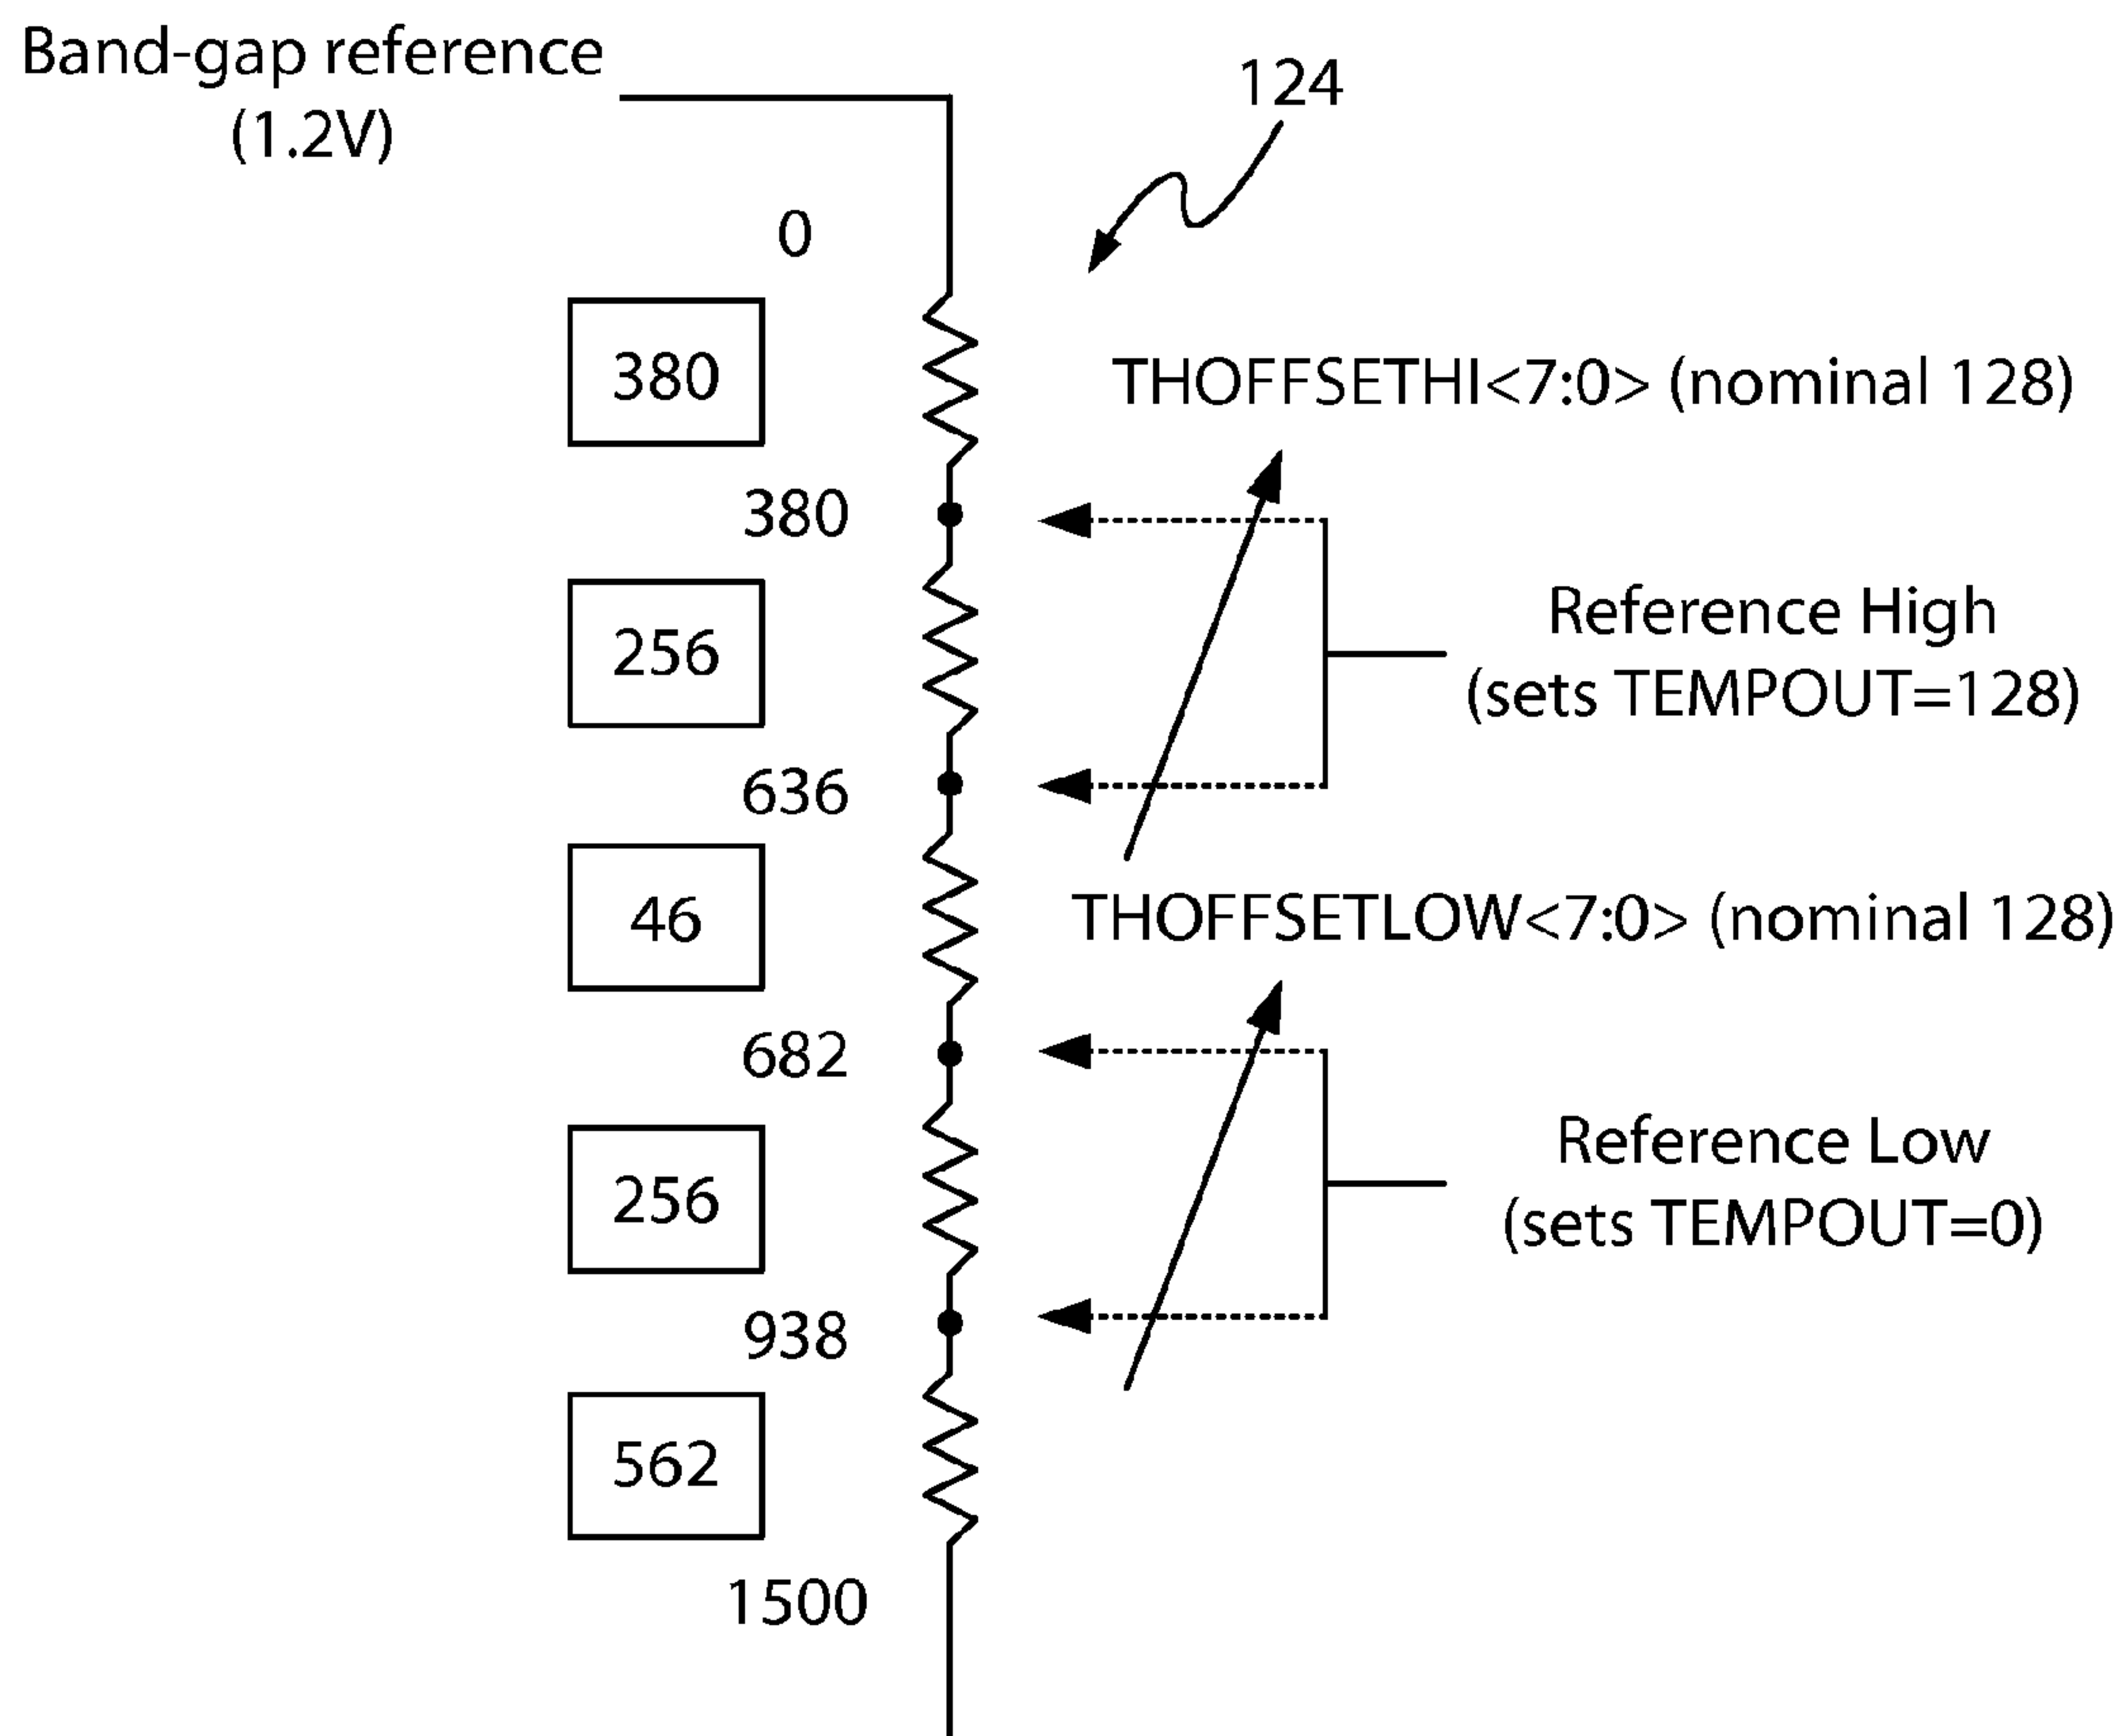 Band-gap reference
(1.2V)
124
0
380
THOFFSETHI<7:0> (nominal 128)
380
256
Reference High
(sets TEMPOUT=128)
636
46
THOFFSETLOW<7:0> (nominal 128)
682
256
Reference Low
(sets TEMPOUT=0)
938
562
1500